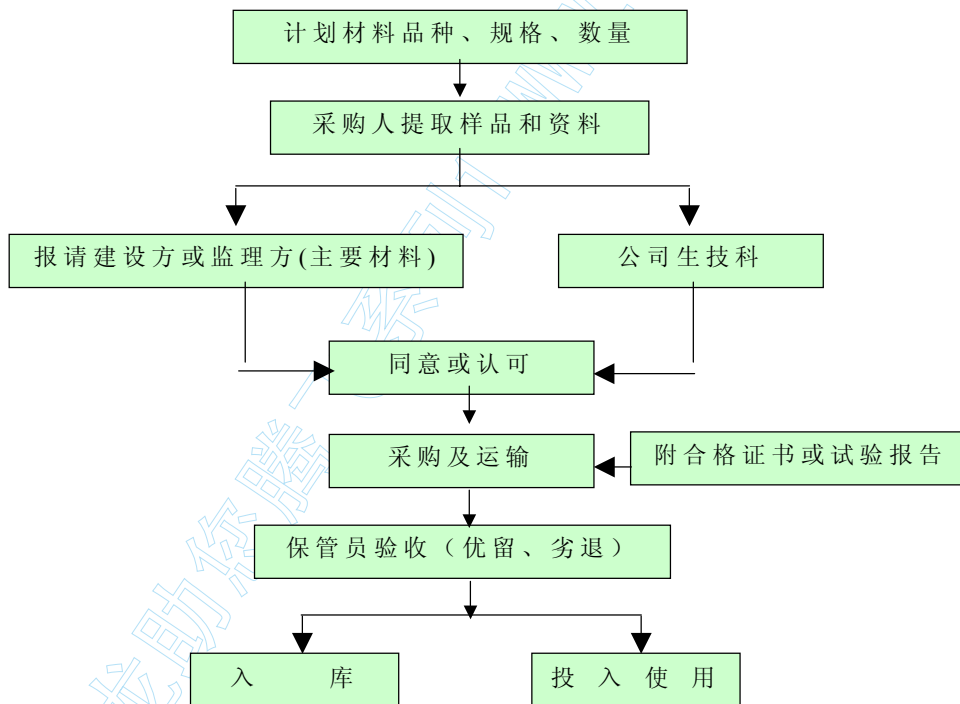 计划材料品种、规格、数量
采购人提取样品和资料
报请建设方或监理方(主要材料)
公司生技科
同意或认可
采购及运输
附合格证书或试验报告
保管员验收（优留、劣退）
入 库
投 入 使 用